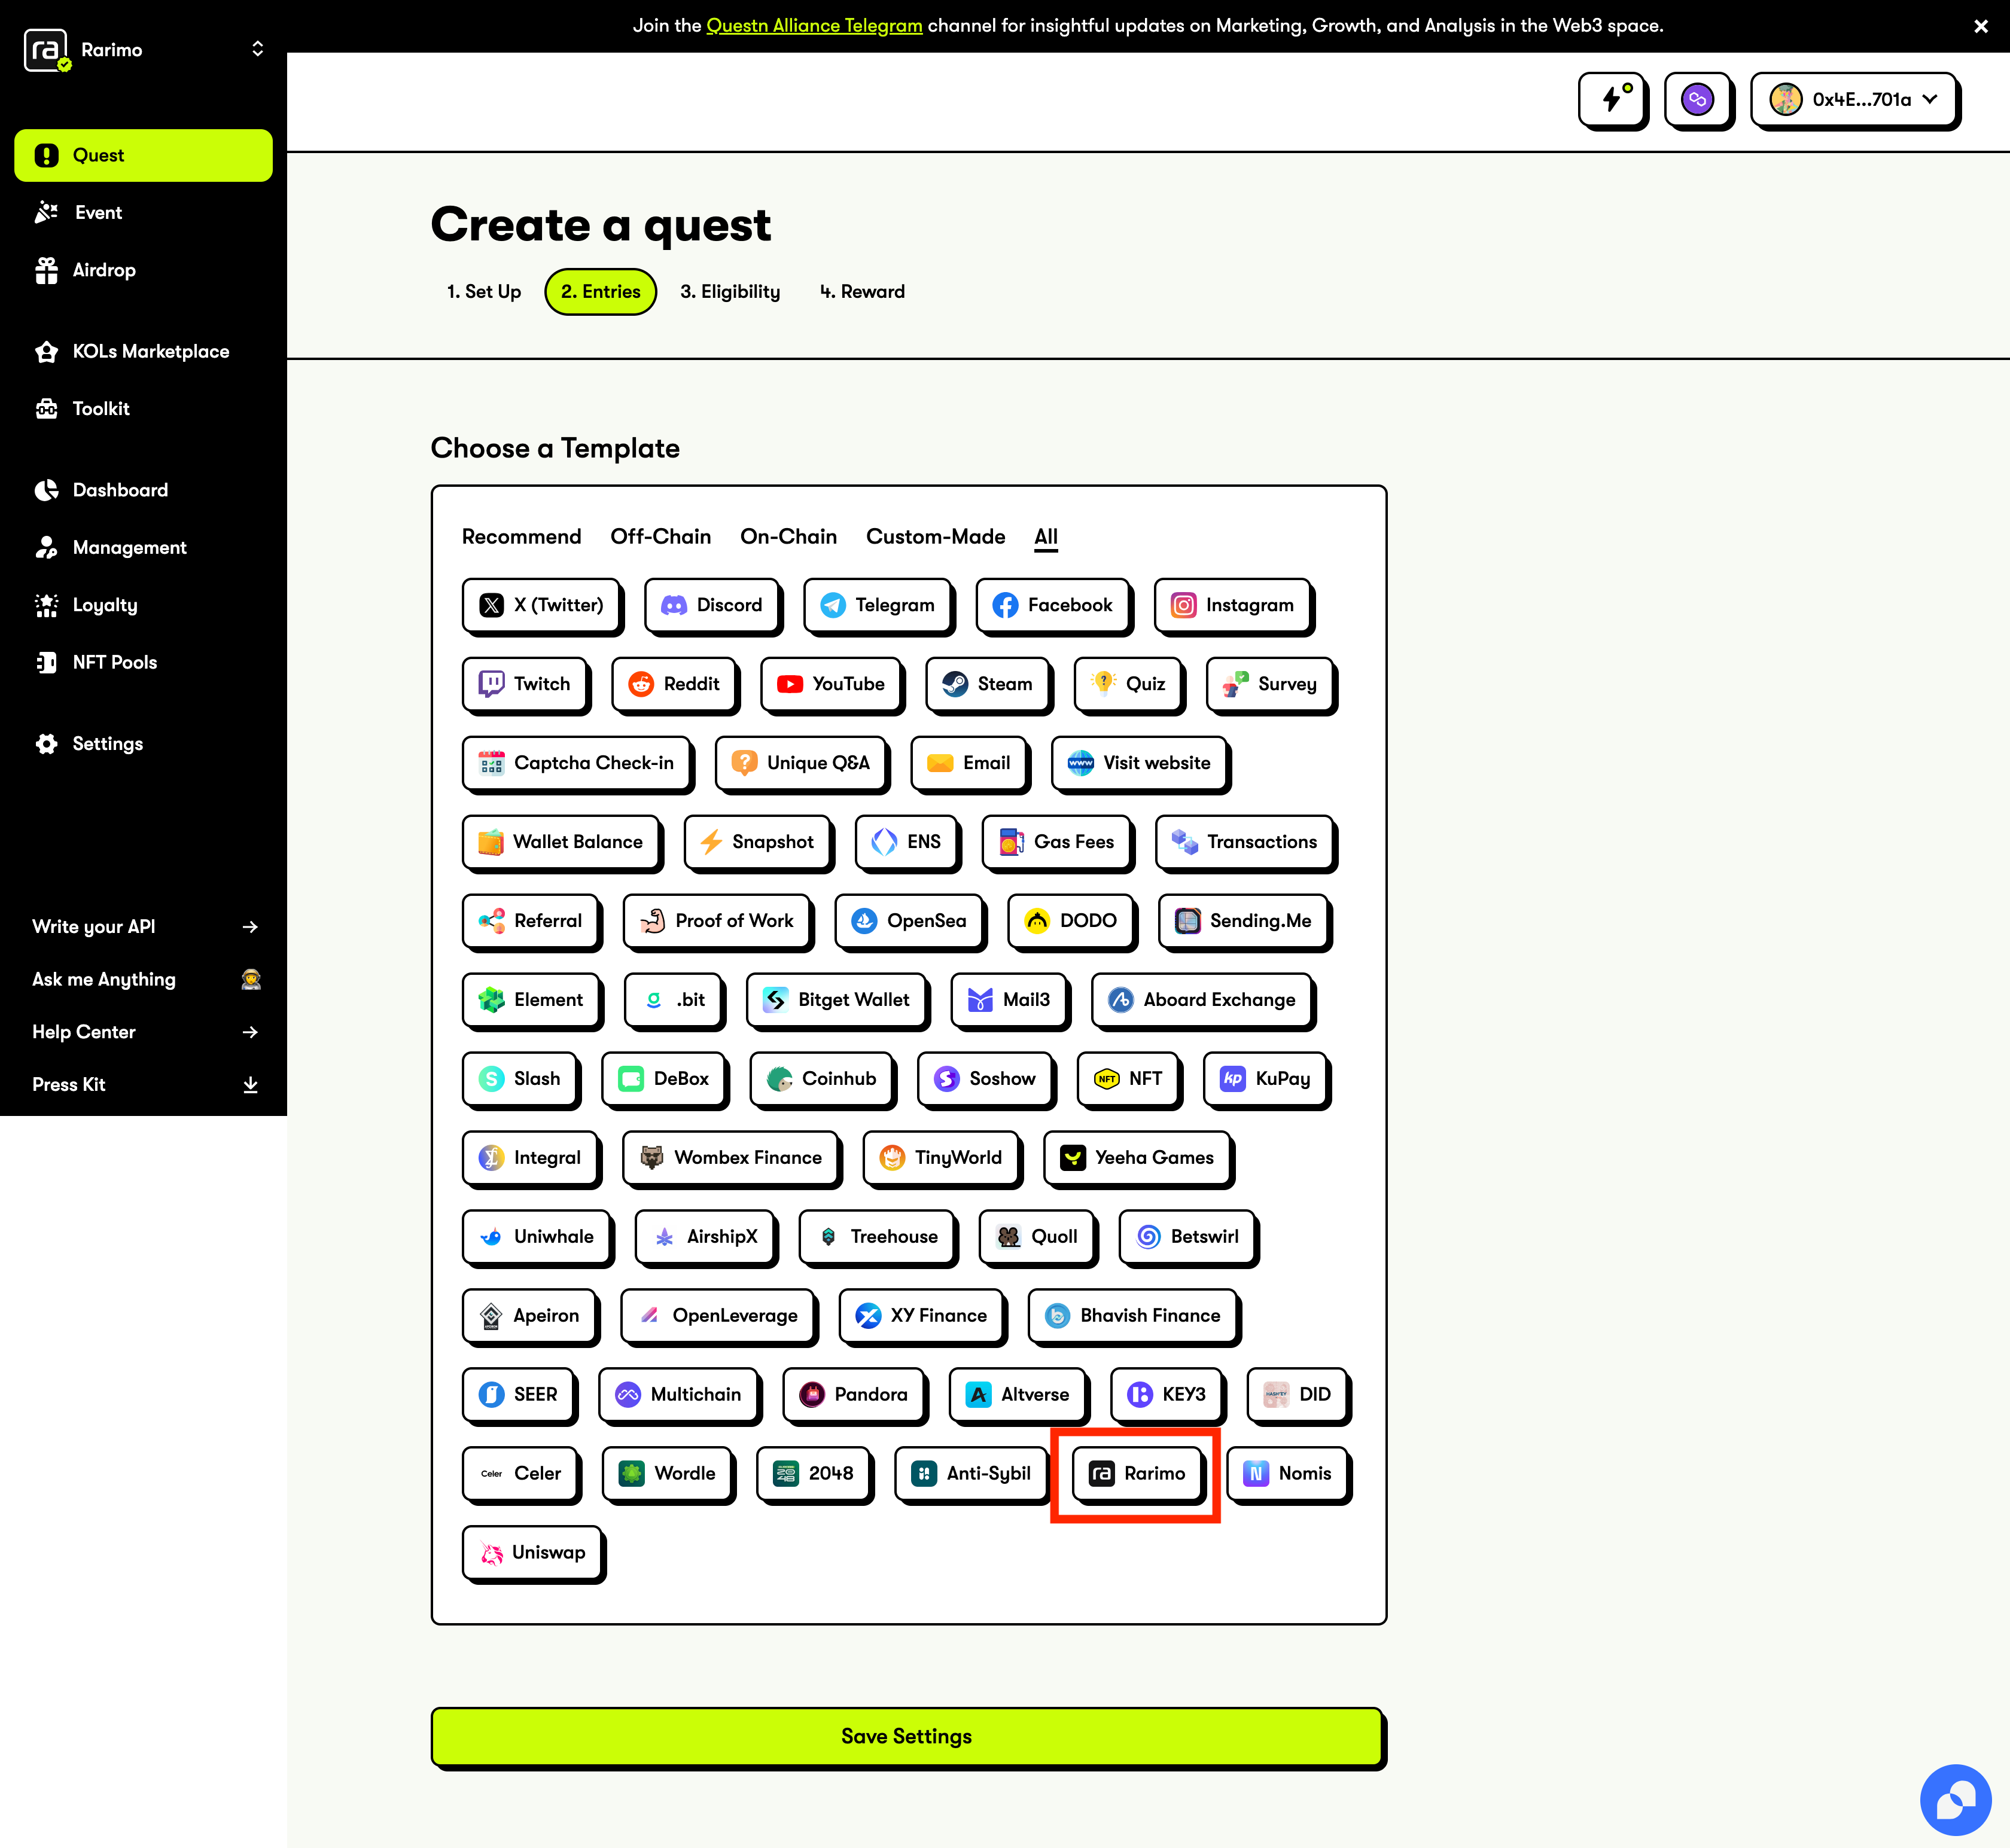 Join the Questn Alliance Telegram channel for insightful updates on Marketing, Growth, and Analysis in the Web3 space.
ra Rarimo
0x4E...701a
Quest
Event
Airdrop
KOLs Marketplace
Toolkit
Dashboard
Management
Loyalty
NFT Pools
Settings
Write your API
Ask me Anything
Help Center
Press Kit
Create a quest
1. Set Up 2. Entries 3. Eligibility 4. Reward
Choose a Template
Recommend Off-Chain On-Chain Custom-Made All
X (Twitter) Discord Telegram Facebook Instagram
Twitch Reddit YouTube Steam Quiz Survey
Captcha Check-in Unique Q&A Email www Visit website
Wallet Balance Snapshot ENS Gas Fees Transactions
Referral Proof of Work OpenSea DODO Sending.Me
Element .bit Bitget Wallet Mail3 Aboard Exchange
Slash DeBox Coinhub Soshow NFT NFT kp KuPay
Integral Wombex Finance TinyWorld Yeeha Games
Uniwhale AirshipX Treehouse Quoll Betswirl
Apeiron OpenLeverage XY Finance Bhavish Finance
SEER Multichain Pandora Altverse KEY3 DID
Celer Celer Wordle 2048 2048 Anti-Sybil ra Rarimo N Nomis
Uniswap
Save Settings